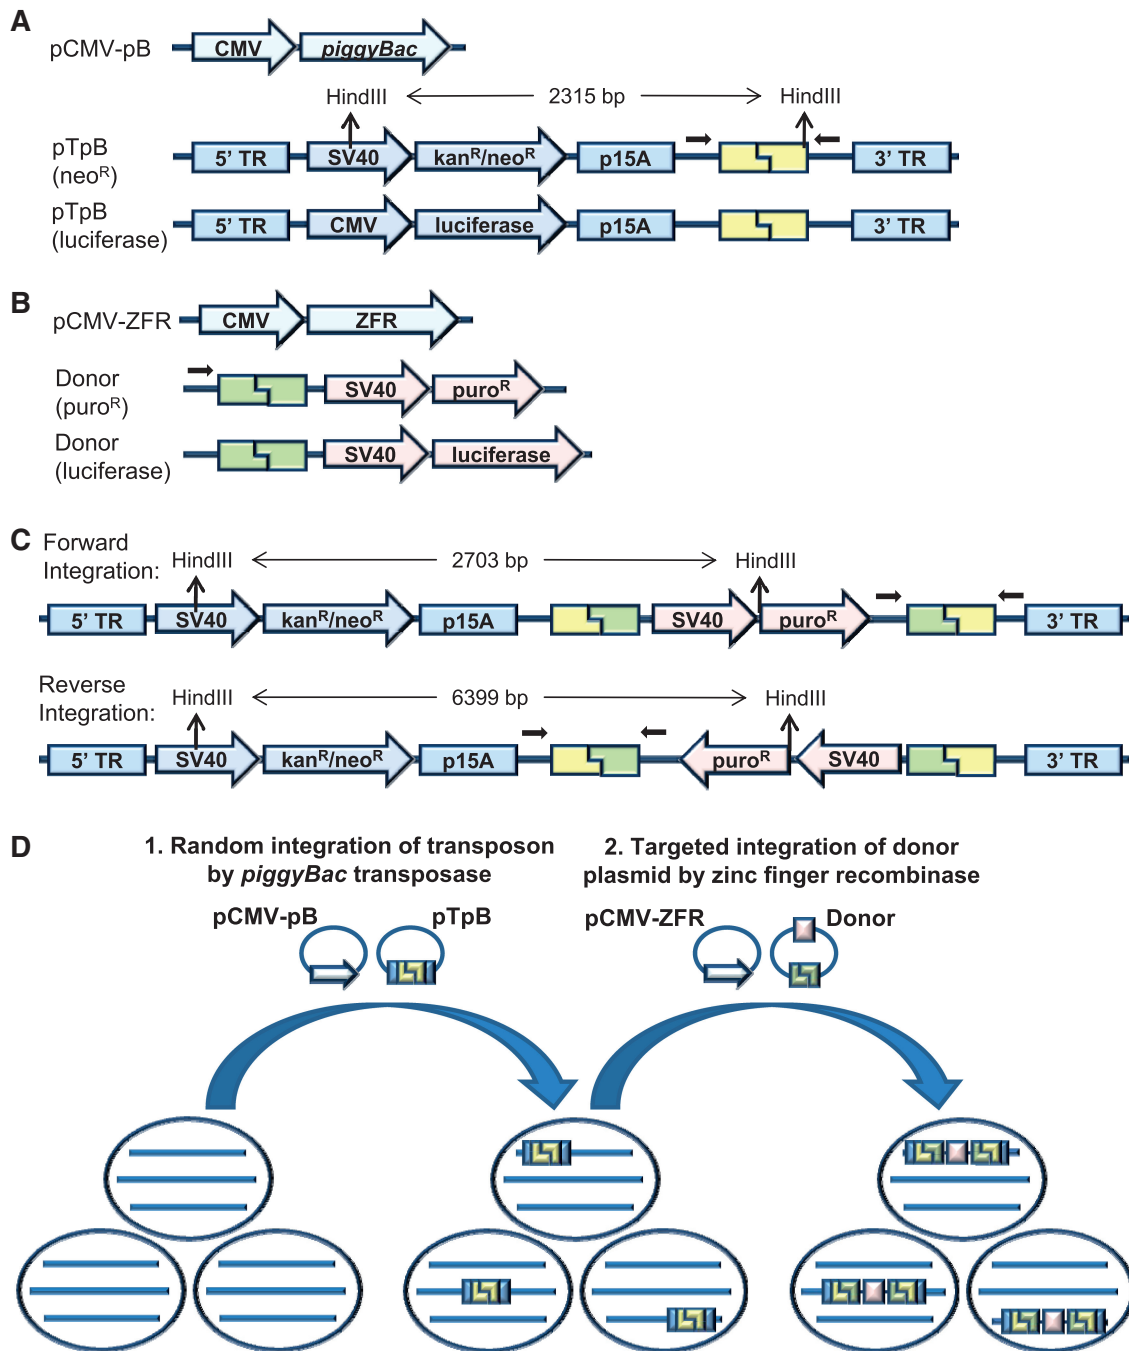 A
pCMV-pB
CMV
piggyBac
HindIII
2315 bp
HindIII
pTpB
(neoᴿ)
5' TR
SV40
kanᴿ/neoᴿ
p15A
3' TR
pTpB
(luciferase)
5' TR
CMV
luciferase
p15A
3' TR
B
pCMV-ZFR
CMV
ZFR
Donor
(puroᴿ)
SV40
puroᴿ
Donor
(luciferase)
SV40
luciferase
C
Forward
Integration:
HindIII
2703 bp
HindIII
5' TR
SV40
kanᴿ/neoᴿ
p15A
SV40
puroᴿ
3' TR
Reverse
Integration:
HindIII
6399 bp
HindIII
5' TR
SV40
kanᴿ/neoᴿ
p15A
puroᴿ
SV40
3' TR
D
1. Random integration of transposon
by piggyBac transposase
2. Targeted integration of donor
plasmid by zinc finger recombinase
pCMV-pB
pTpB
pCMV-ZFR
Donor